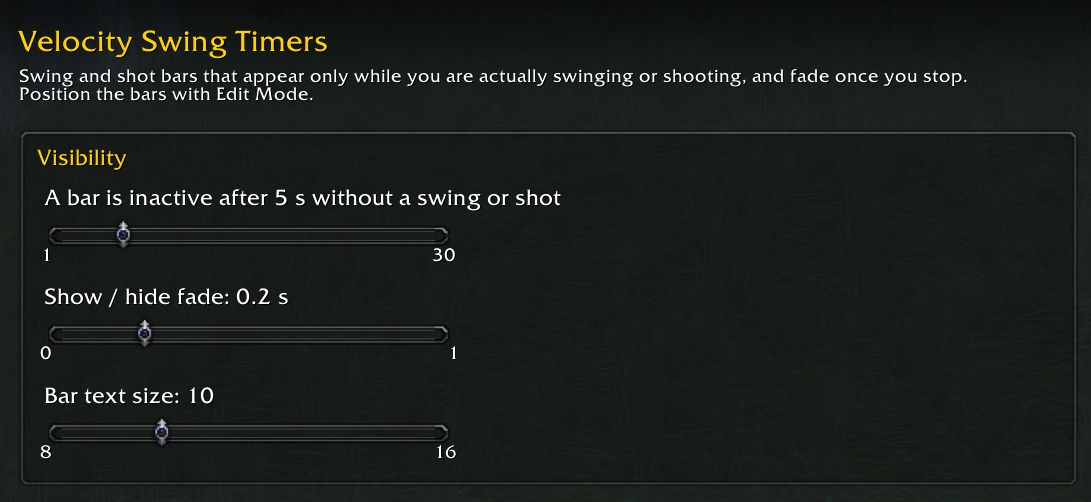 Velocity Swing Timers
Swing and shot bars that appear only while you are actually swinging or shooting, and fade once you stop.
Position the bars with Edit Mode.
Visibility
A bar is inactive after 5 s without a swing or shot
1 30
Show / hide fade: 0.2 s
0 1
Bar text size: 10
8 16